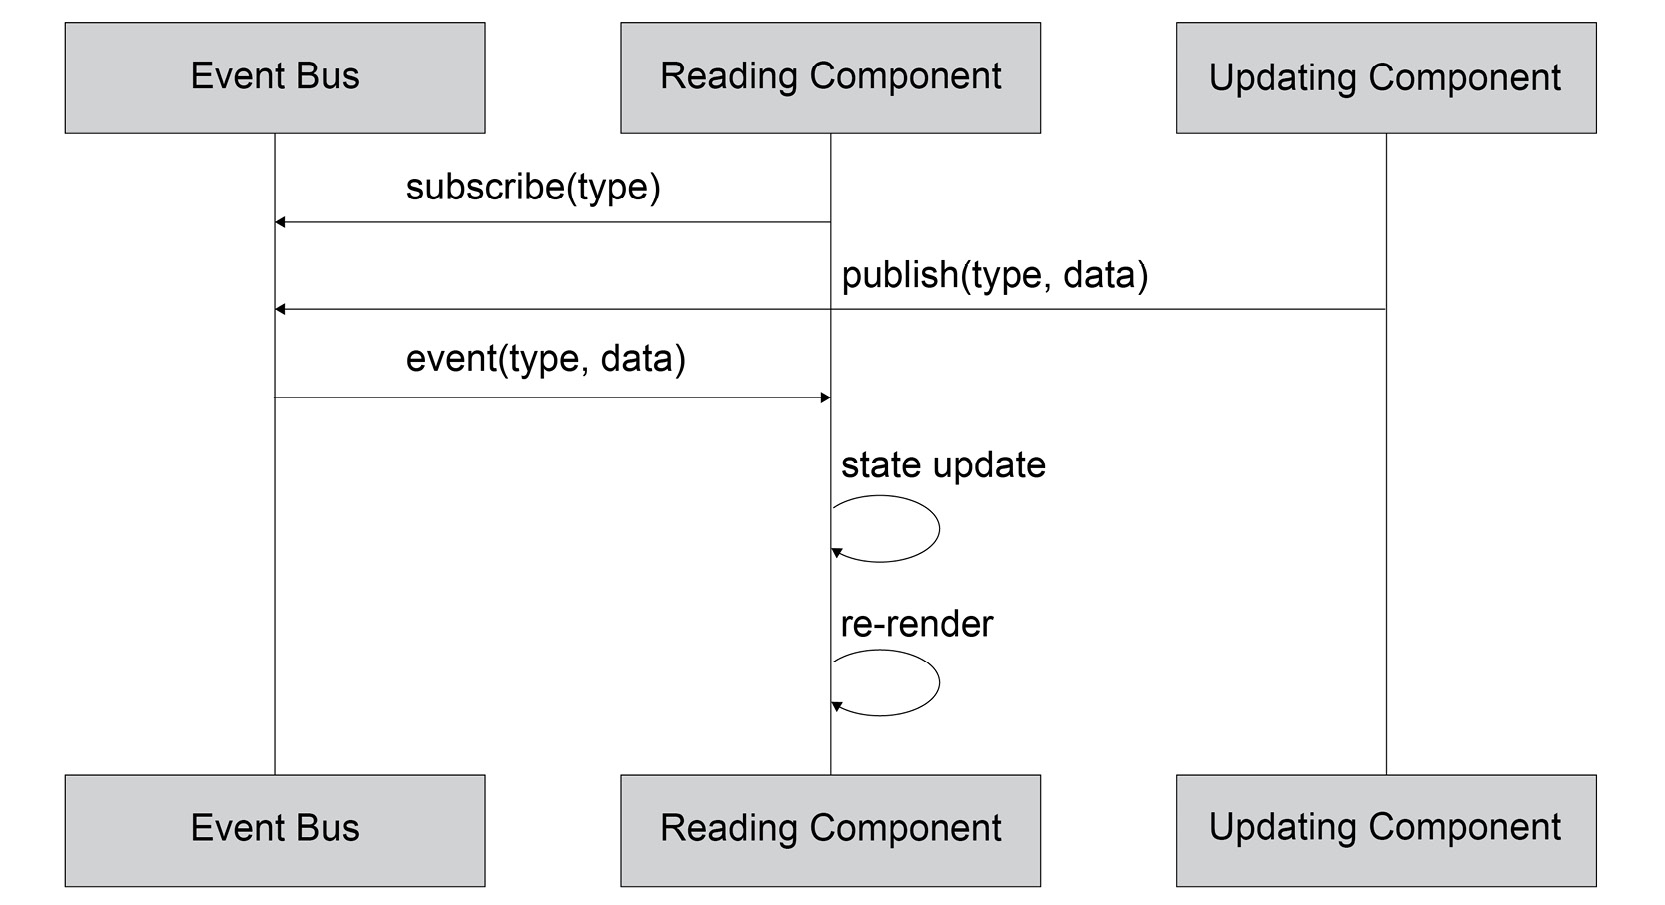 Event Bus
Reading Component
Updating Component
subscribe(type)
publish(type, data)
event(type, data)
state update
re-render
Event Bus
Reading Component
Updating Component